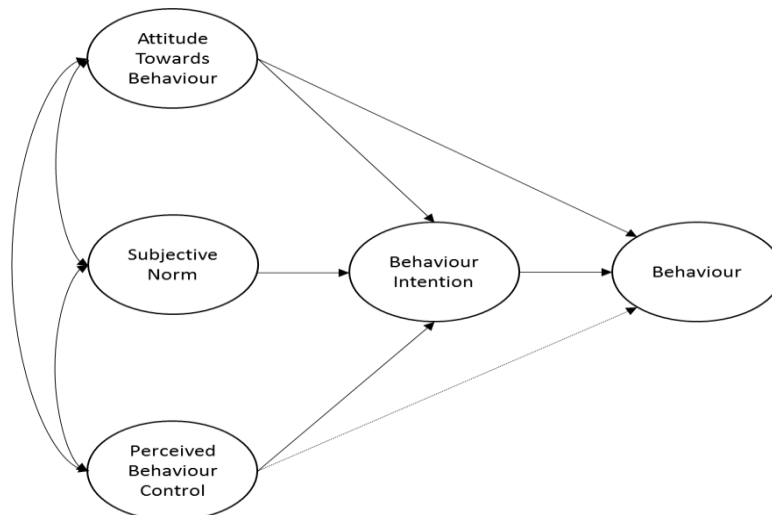 Attitude
Towards
Behaviour
Subjective
Norm
Behaviour
Intention
Behaviour
Perceived
Behaviour
Control